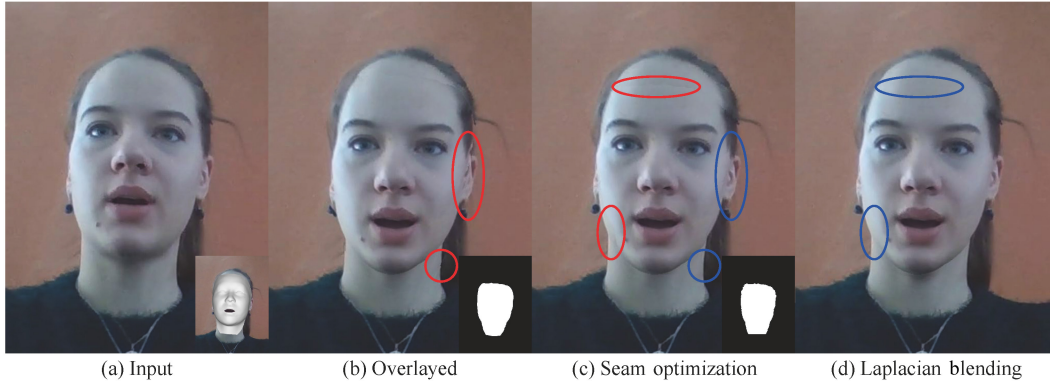 (a) Input
(b) Overlayed
(c) Seam optimization
(d) Laplacian blending